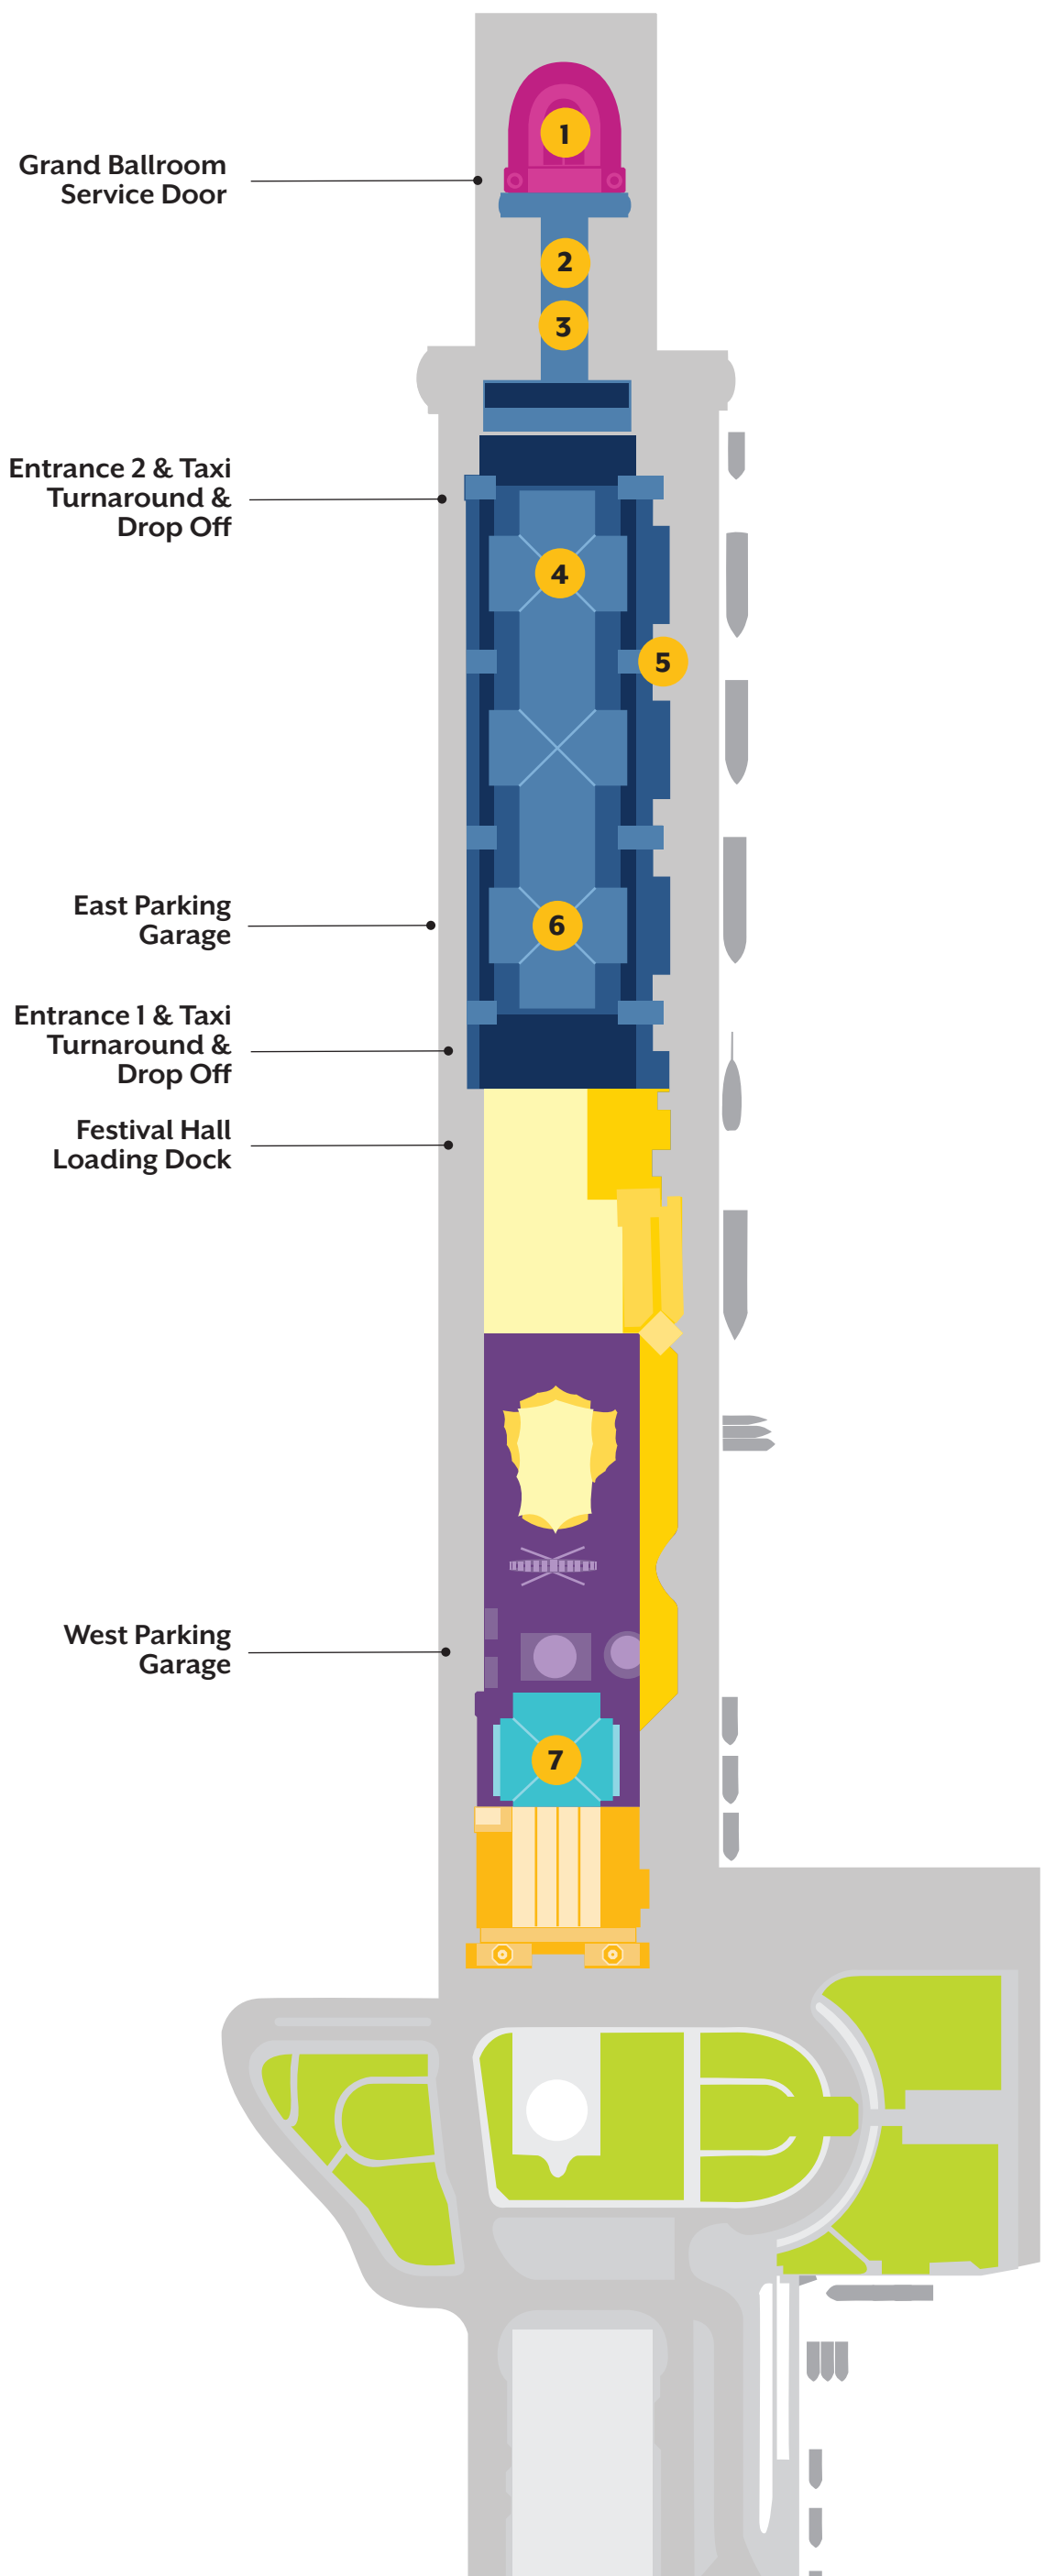 1
Grand Ballroom
Service Door
2
3
Entrance 2 & Taxi
Turnaround &
Drop Off
4
5
East Parking
Garage
6
Entrance 1 & Taxi
Turnaround &
Drop Off
Festival Hall
Loading Dock
West Parking
Garage
7